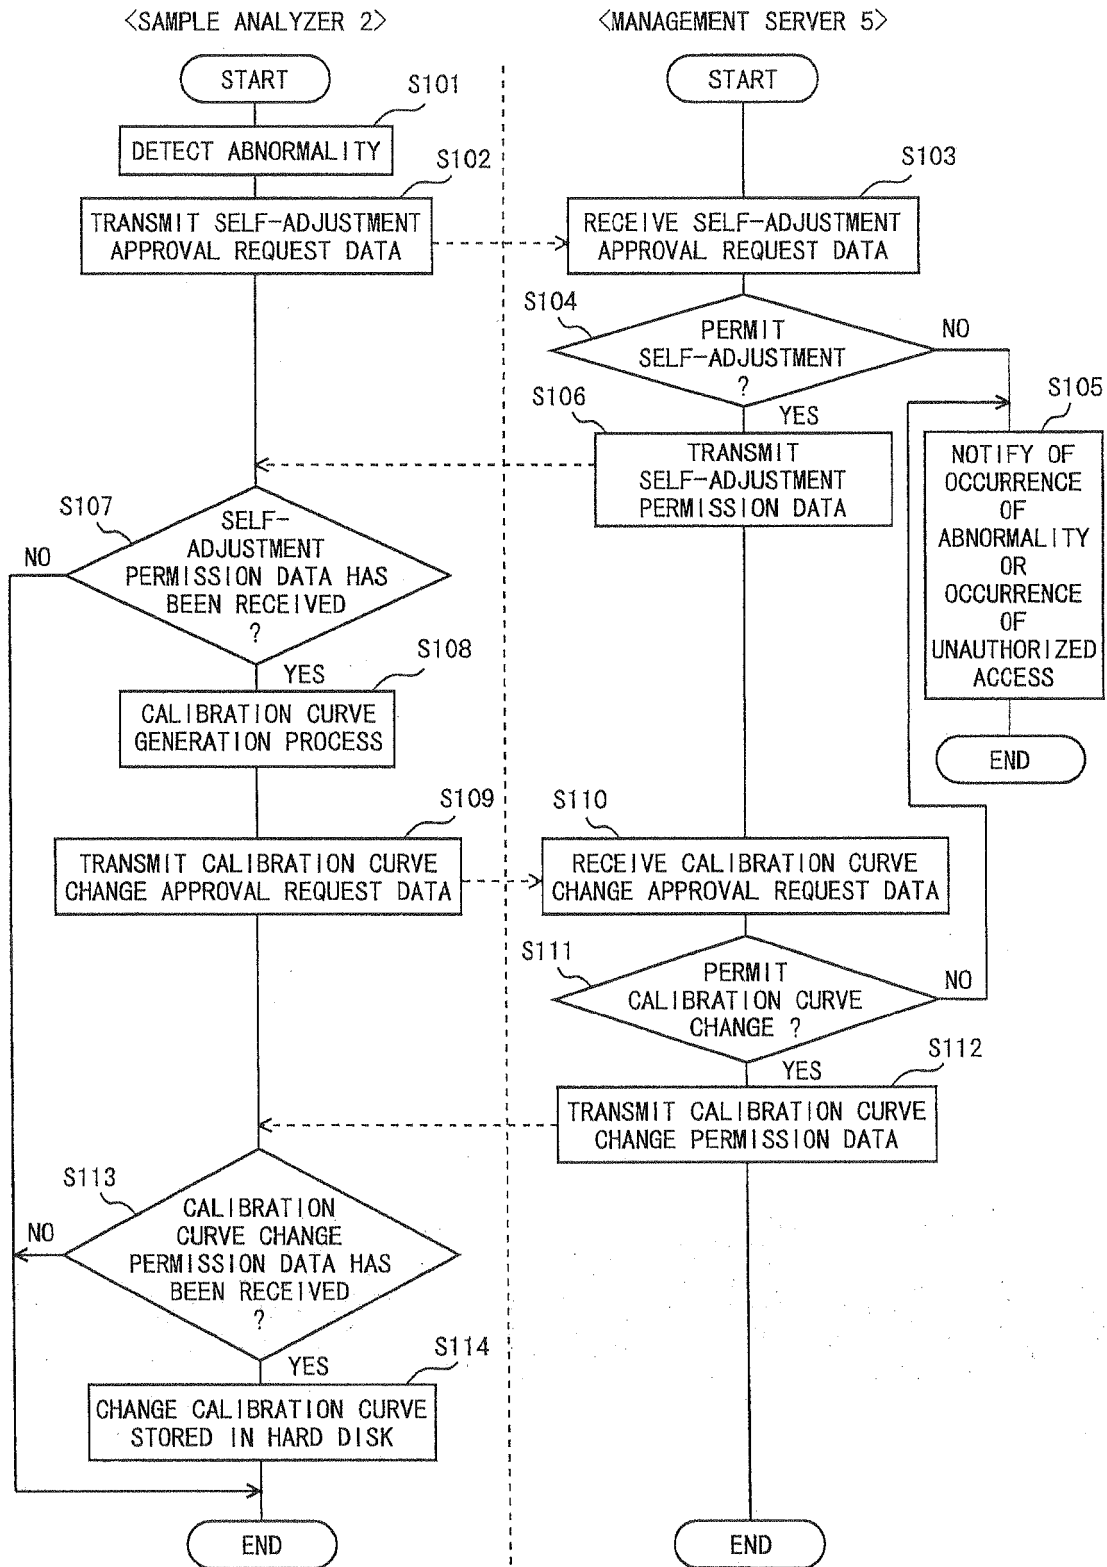 <SAMPLE ANALYZER 2>
<MANAGEMENT SERVER 5>
START
START
S101
DETECT ABNORMALITY
S102
TRANSMIT SELF-ADJUSTMENT
APPROVAL REQUEST DATA
S103
RECEIVE SELF-ADJUSTMENT
APPROVAL REQUEST DATA
S104
PERMIT
SELF-ADJUSTMENT
?
NO
YES
S105
NOTIFY OF
OCCURRENCE
OF
ABNORMALITY
OR
OCCURRENCE
OF
UNAUTHORIZED
ACCESS
END
S106
TRANSMIT
SELF-ADJUSTMENT
PERMISSION DATA
S107
SELF-
ADJUSTMENT
PERMISSION DATA HAS
BEEN RECEIVED
?
NO
YES
S108
CALIBRATION CURVE
GENERATION PROCESS
S109
TRANSMIT CALIBRATION CURVE
CHANGE APPROVAL REQUEST DATA
S110
RECEIVE CALIBRATION CURVE
CHANGE APPROVAL REQUEST DATA
S111
PERMIT
CALIBRATION CURVE
CHANGE ?
NO
YES
S112
TRANSMIT CALIBRATION CURVE
CHANGE PERMISSION DATA
S113
CALIBRATION
CURVE CHANGE
PERMISSION DATA HAS
BEEN RECEIVED
?
NO
YES
S114
CHANGE CALIBRATION CURVE
STORED IN HARD DISK
END
END